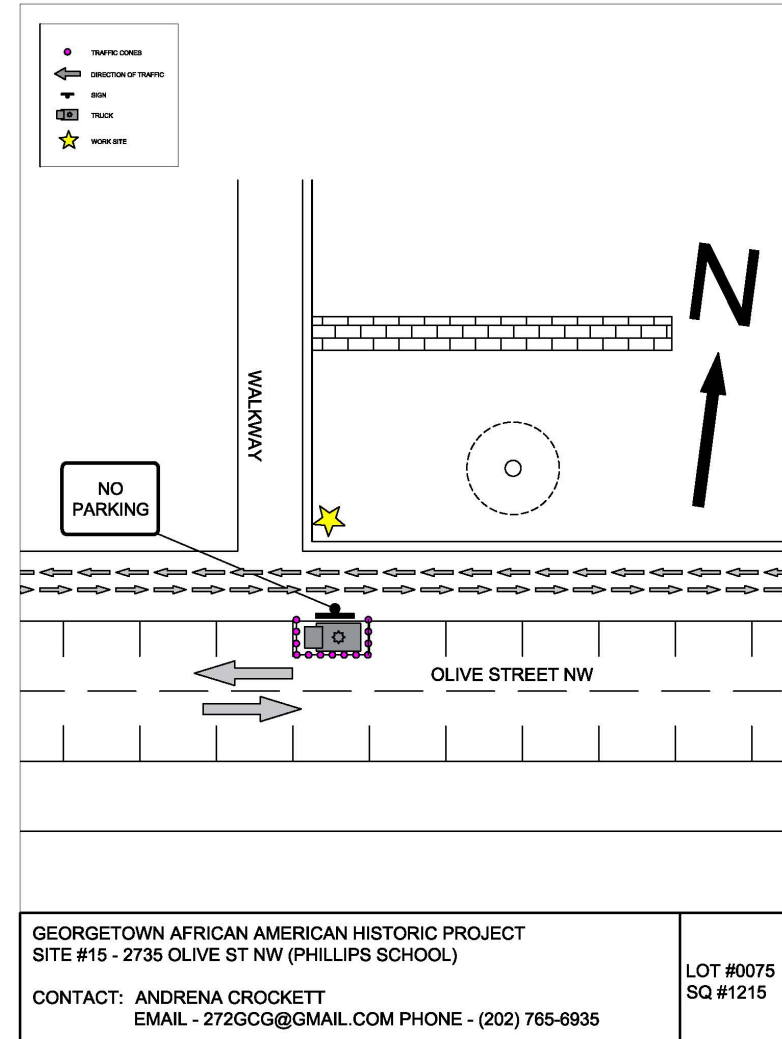 TRAFFIC CONES
DIRECTION OF TRAFFIC
SIGN
TRUCK
WORK SITE
N
WALKWAY
NO
PARKING
OLIVE STREET NW
GEORGETOWN AFRICAN AMERICAN HISTORIC PROJECT
SITE #15 - 2735 OLIVE ST NW (PHILLIPS SCHOOL)
CONTACT: ANDRENA CROCKETT
EMAIL - 272GCG@GMAIL.COM PHONE - (202) 765-6935
LOT #0075
SQ #1215